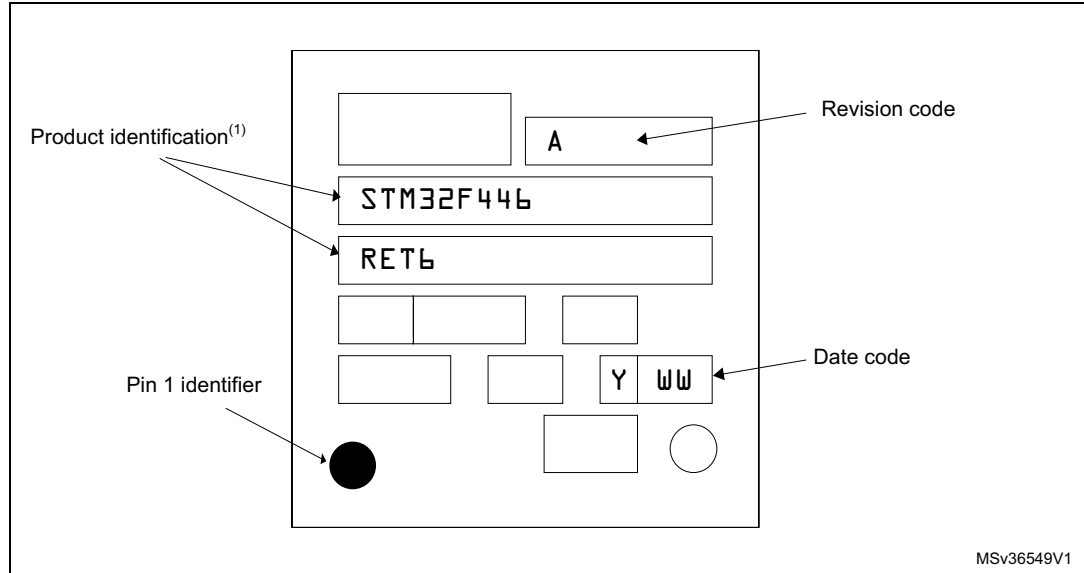 Revision code
A
Product identification(1)
STM32F446
RET6
Date code
Y WW
Pin 1 identifier
MSv36549V1